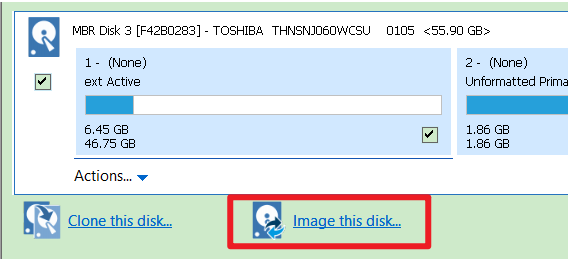 MBR Disk 3 [F42B0283] - TOSHIBA THNSNJ060WCSU 0105 <55.90 GB>
1 - (None)
ext Active
6.45 GB
46.75 GB
2 - (None)
Unformatted Prima
1.86 GB
1.86 GB
Actions...
Clone this disk...
Image this disk...